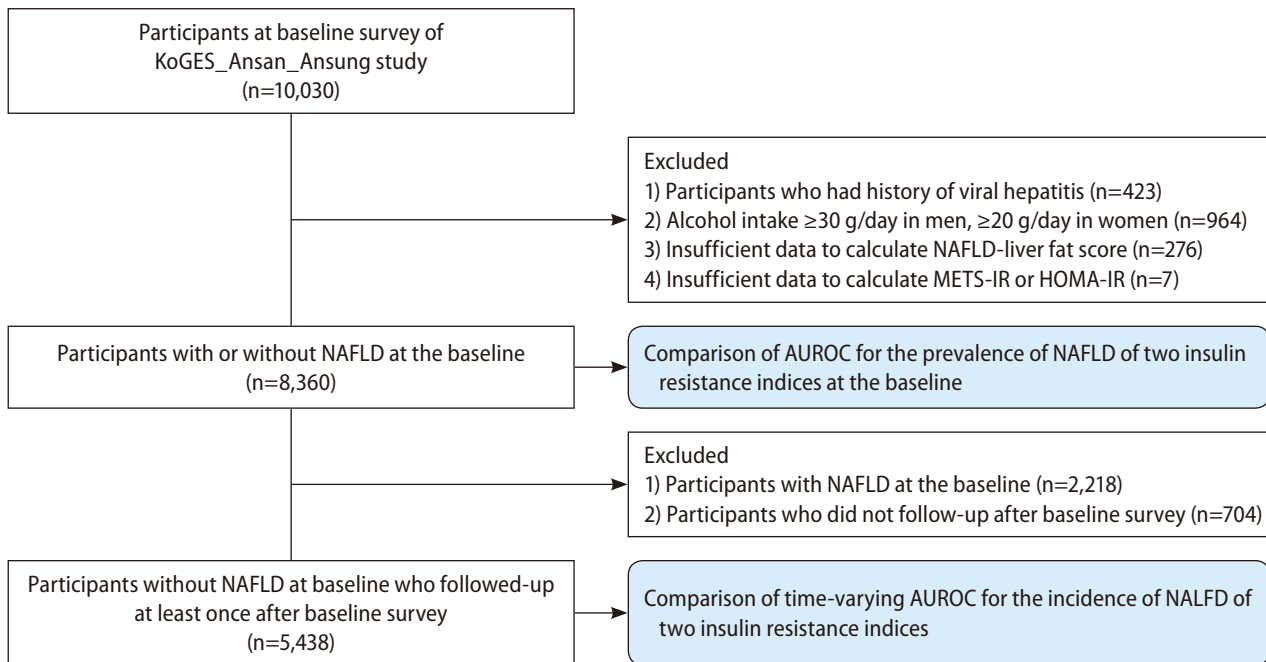 Participants at baseline survey of
KoGES_Ansan_Ansung study
(n=10,030)
Excluded
1) Participants who had history of viral hepatitis (n=423)
2) Alcohol intake ≥30 g/day in men, ≥20 g/day in women (n=964)
3) Insufficient data to calculate NAFLD-liver fat score (n=276)
4) Insufficient data to calculate METS-IR or HOMA-IR (n=7)
Participants with or without NAFLD at the baseline
(n=8,360)
Comparison of AUROC for the prevalence of NAFLD of two insulin
resistance indices at the baseline
Excluded
1) Participants with NAFLD at the baseline (n=2,218)
2) Participants who did not follow-up after baseline survey (n=704)
Participants without NAFLD at baseline who followed-up
at least once after baseline survey
(n=5,438)
Comparison of time-varying AUROC for the incidence of NALFD of
two insulin resistance indices